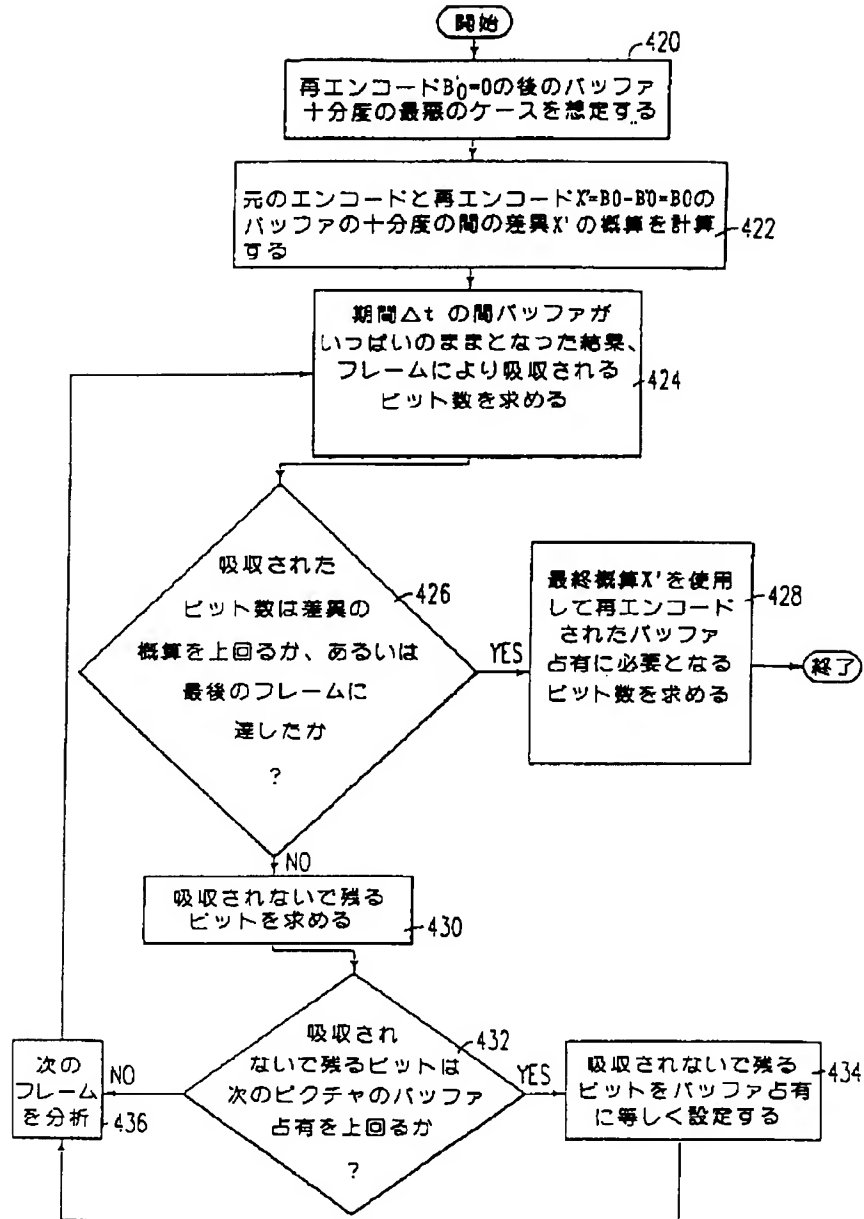 開始
420
再エンコードB'0=0の後のバッファ
十分度の最悪のケースを想定する
元のエンコードと再エンコードX'=B0-B'0=B0の
バッファの十分度の間の差異X'の概算を計算
する
422
期間Δt の間バッファが
いっぱいのままとなった結果、
フレームにより吸収される
ビット数を求める
424
吸収された
ビット数は差異の
概算を上回るか、あるいは
最後のフレームに
達したか
?
426
YES
最終概算X'を使用
して再エンコード
されたバッファ
占有に必要となる
ビット数を求める
428
終了
NO
吸収されないで残る
ビットを求める
430
吸収され
ないで残るビットは
次のピクチャのバッファ
占有を上回るか
?
432
YES
吸収されないで残る
ビットをバッファ占有
に等しく設定する
434
NO
次の
フレーム
を分析
436